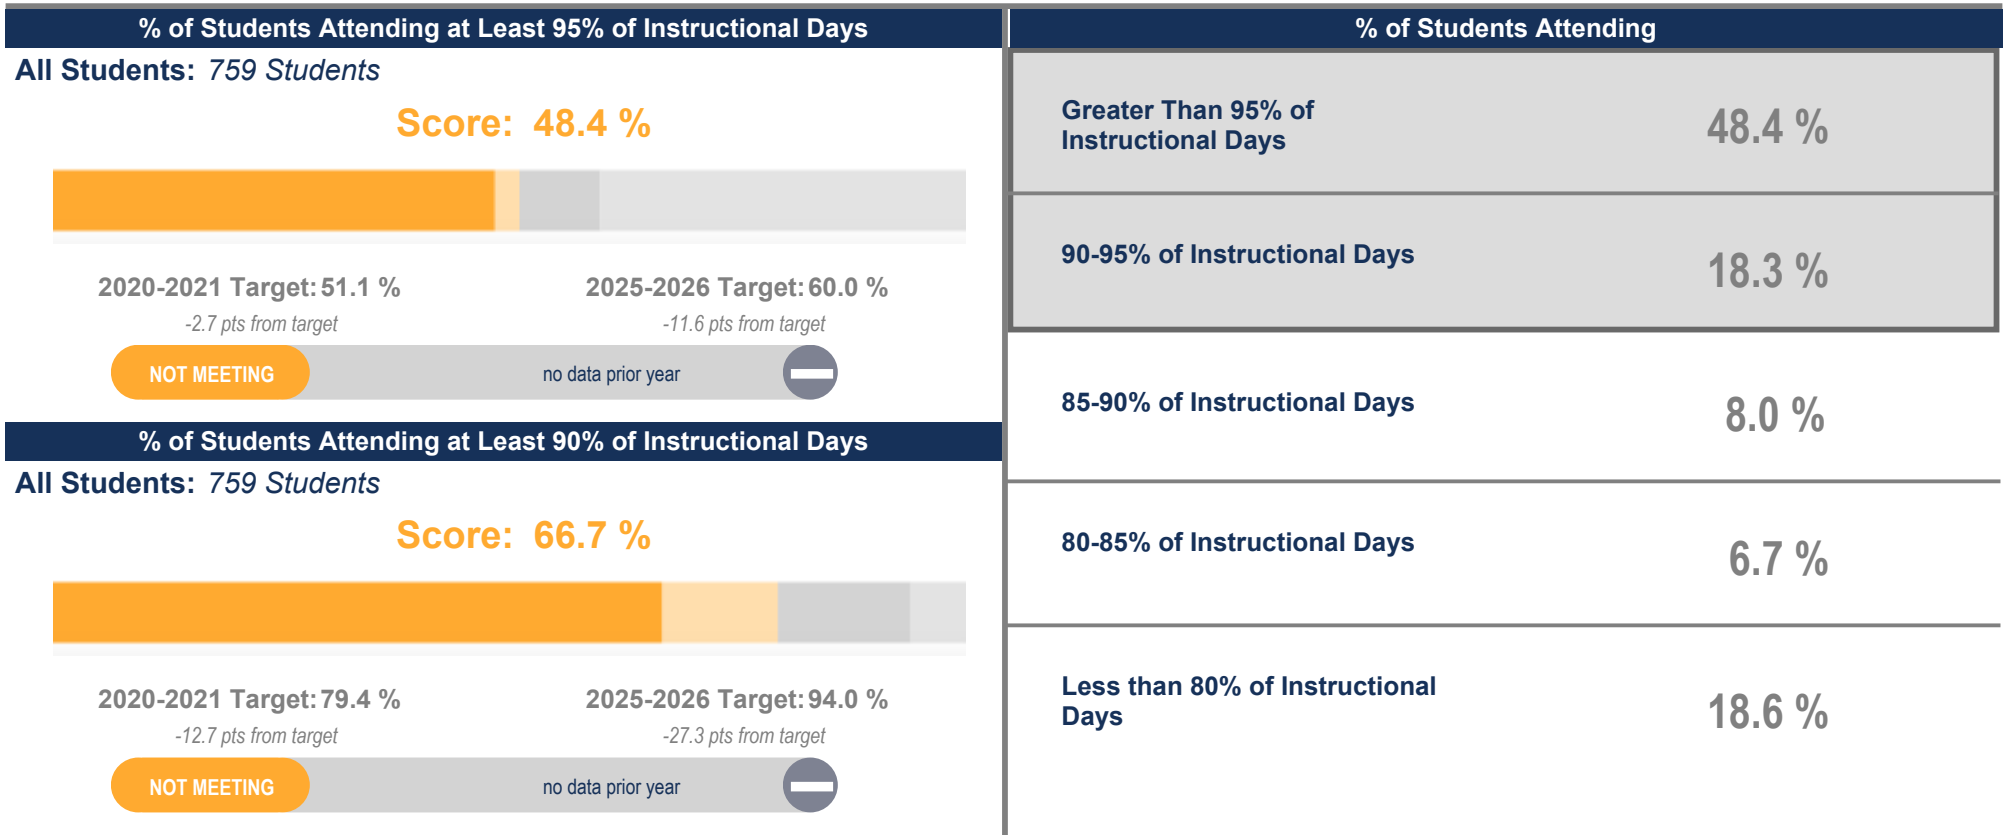 % of Students Attending at Least 95% of Instructional Days
All Students: 759 Students
Score: 48.4 %
2020-2021 Target: 51.1 %
-2.7 pts from target
2025-2026 Target: 60.0 %
-11.6 pts from target
NOT MEETING
no data prior year
% of Students Attending at Least 90% of Instructional Days
All Students: 759 Students
Score: 66.7 %
2020-2021 Target: 79.4 %
-12.7 pts from target
2025-2026 Target: 94.0 %
-27.3 pts from target
NOT MEETING
no data prior year
% of Students Attending
Greater Than 95% of
Instructional Days
48.4 %
90-95% of Instructional Days
18.3 %
85-90% of Instructional Days
8.0 %
80-85% of Instructional Days
6.7 %
Less than 80% of Instructional
Days
18.6 %